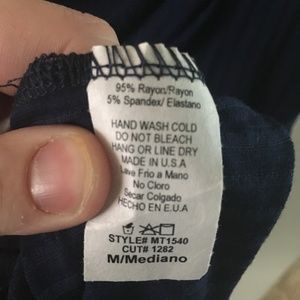 95% Rayon/Rayon
5% Spandex/ Elastano
HAND WASH COLD
DO NOT BLEACH
HANG OR LINE DRY
MADE IN U.S.A
Lave Frio a Mano
No Cloro
Secar Colgado
HECHO EN E.U.A
STYLE# MT1540
CUT# 1282
M/Mediano